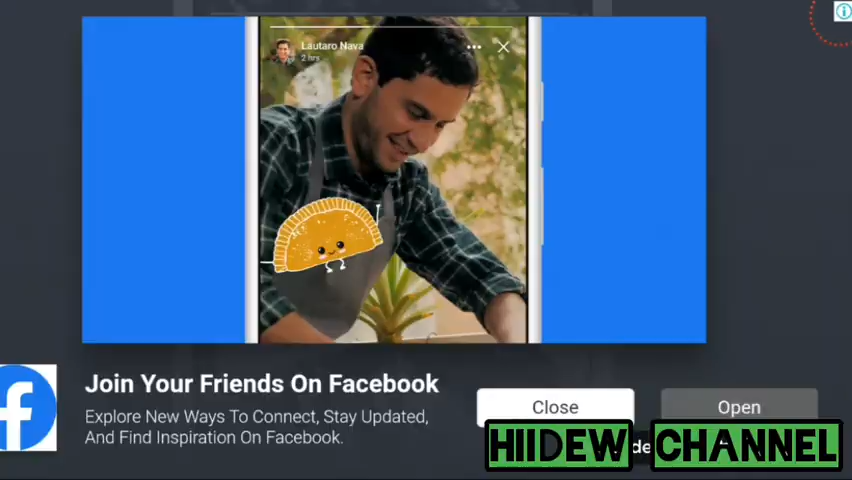 Lautaro Nava
2 hrs
Join Your Friends On Facebook
Explore New Ways To Connect, Stay Updated,
And Find Inspiration On Facebook.
Close
Open
HIIDEW CHANNEL